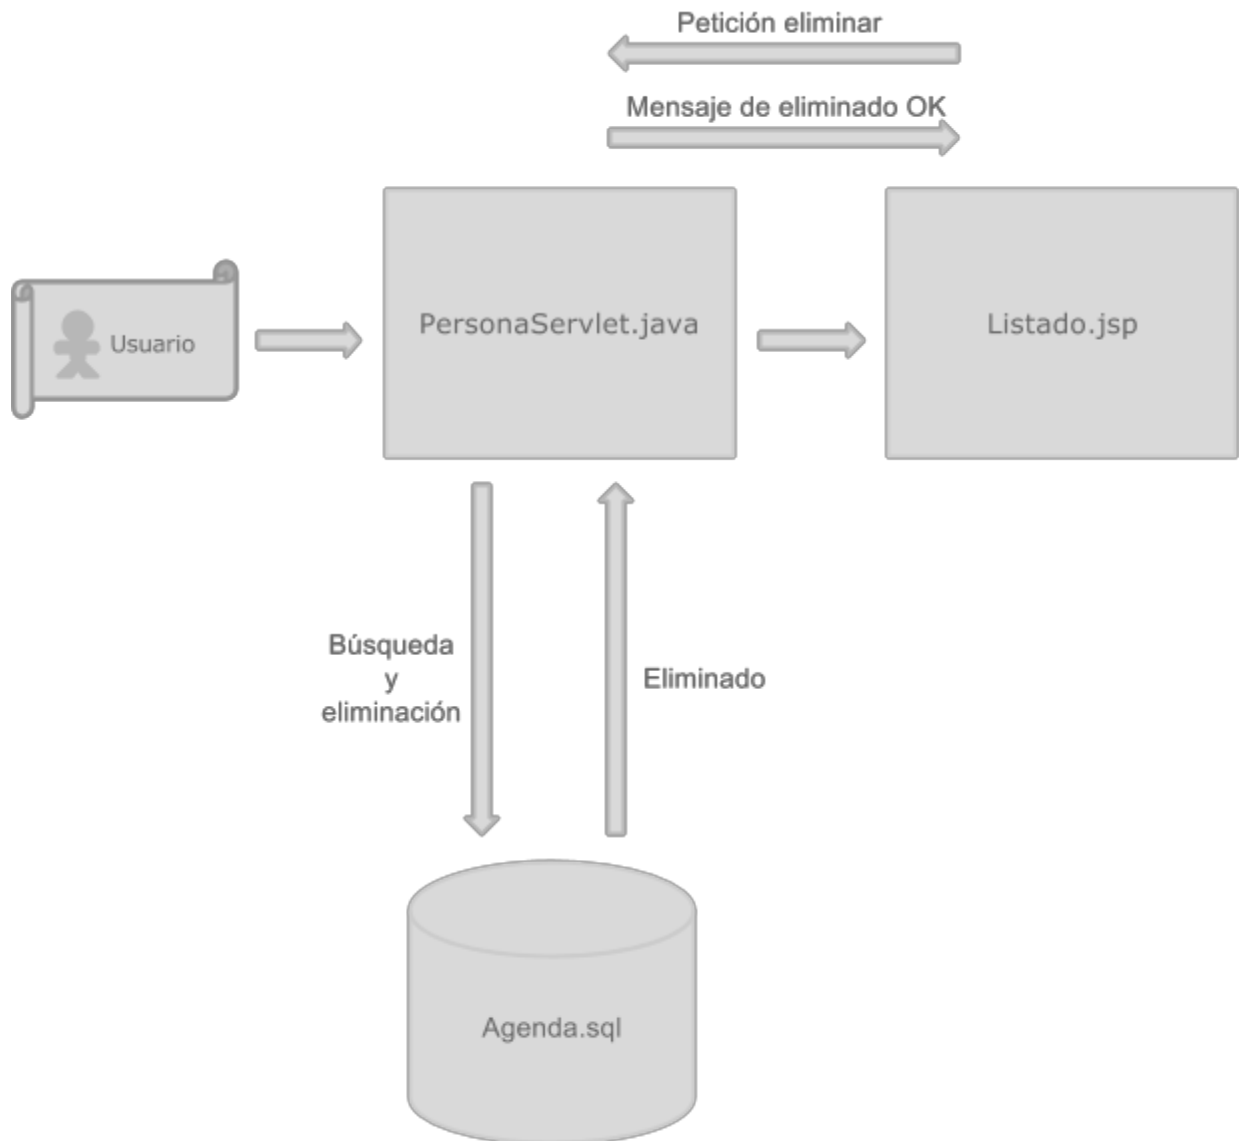 Petición eliminar
Mensaje de eliminado OK
Usuario
PersonaServlet.java
Listado.jsp
Búsqueda
y
eliminación
Eliminado
Agenda.sql